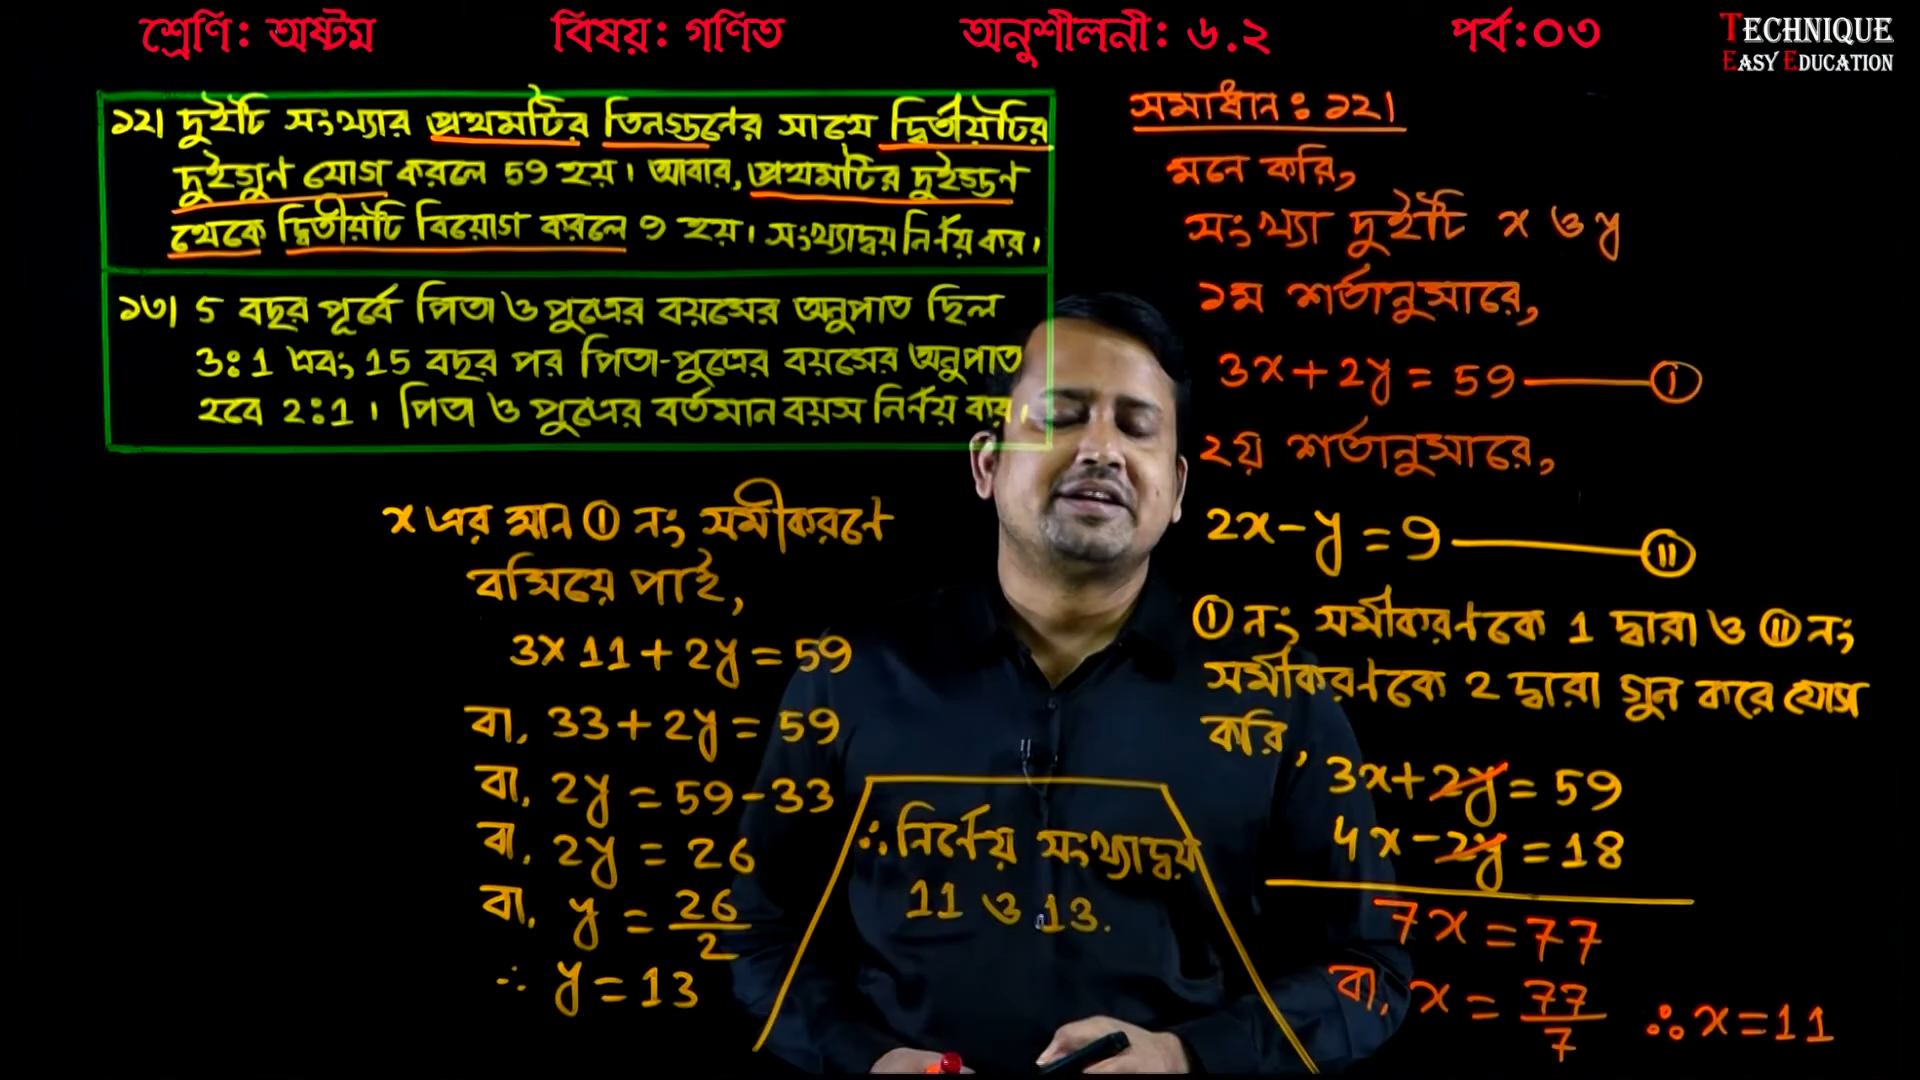 শ্রেণি: অষ্টম
বিষয়: গণিত
অনুশীলনী: ৬.২
পর্ব:০৩
TECHNIQUE
EASY EDUCATION
১২। দুইটি সংখ্যার প্রথমটির তিনগুণের সাথে দ্বিতীয়টির
দুইগুণ যোগ করলে 59 হয়। আবার, প্রথমটির দুইগুণ
থেকে দ্বিতীয়টি বিয়োগ করলে 9 হয়। সংখ্যাদ্বয় নির্ণয় কর।
১৩। 5 বছর পূর্বে পিতা ও পুত্রের বয়সের অনুপাত ছিল
3:1 এবং 15 বছর পর পিতা-পুত্রের বয়সের অনুপাত
হবে 2:1। পিতা ও পুত্রের বর্তমান বয়স নির্ণয় কর।
সমাধান: ১২।
মনে করি,
সংখ্যা দুইটি x ও y
১ম শর্তানুসারে,
3x+2y=59 ——— (i)
২য় শর্তানুসারে,
2x-y=9 ——— (ii)
(i) নং সমীকরণকে 1 দ্বারা ও (ii) নং
সমীকরণকে 2 দ্বারা গুন করে যোগ
করি,
3x+2y=59
4x-2y=18
7x=77
বা, x=77/7 ∴x=11
x এর মান (i) নং সমীকরণে
বসিয়ে পাই,
3×11+2y=59
বা, 33+2y=59
বা, 2y=59-33
বা, 2y=26
বা, y=26/2
∴ y=13
∴ নির্ণেয় সংখ্যাদ্বয়
11 ও 13.